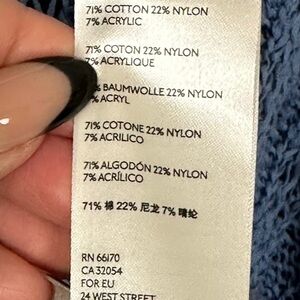 71% COTTON 22% NYLON
7% ACRYLIC
71% COTON 22% NYLON
7% ACRYLIQUE
% BAUMWOLLE 22% NYLON
% ACRYL
71% COTONE 22% NYLON
7% ACRILICO
71% ALGODÓN 22% NYLON
7% ACRÍLICO
71% 棉 22% 尼龙 7% 腈纶
RN 66170
CA 32054
FOR EU
24 WEST STREET